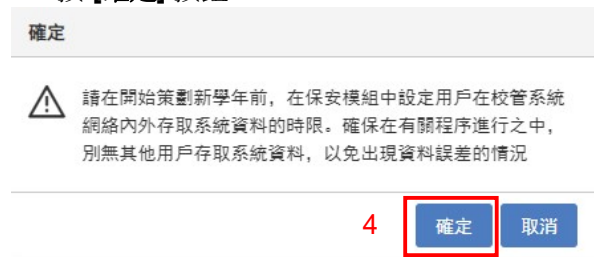 確定
請在開始策劃新學年前，在保安模組中設定用戶在校管系統
網絡內外存取系統資料的時限。確保在有關程序進行之中，
別無其他用戶存取系統資料，以免出現資料誤差的情況
4
確定
取消